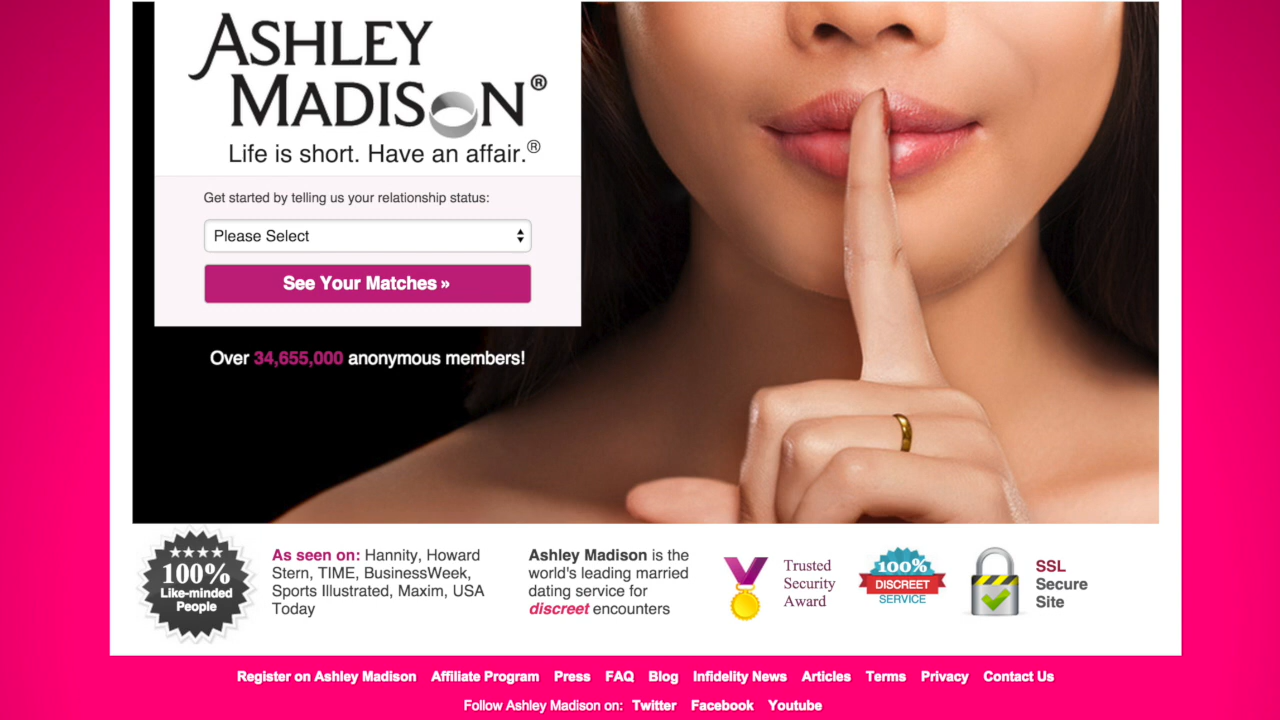 ASHLEY
MADISON®
Life is short. Have an affair.®
Get started by telling us your relationship status:
Please Select
See Your Matches »
Over 34,655,000 anonymous members!
100%
Like-minded
People
As seen on: Hannity, Howard
Stern, TIME, BusinessWeek,
Sports Illustrated, Maxim, USA
Today
Ashley Madison is the
world's leading married
dating service for
discreet encounters
Trusted
Security
Award
100%
DISCREET
SERVICE
SSL
Secure
Site
Register on Ashley Madison Affiliate Program Press FAQ Blog Infidelity News Articles Terms Privacy Contact Us
Follow Ashley Madison on: Twitter Facebook Youtube